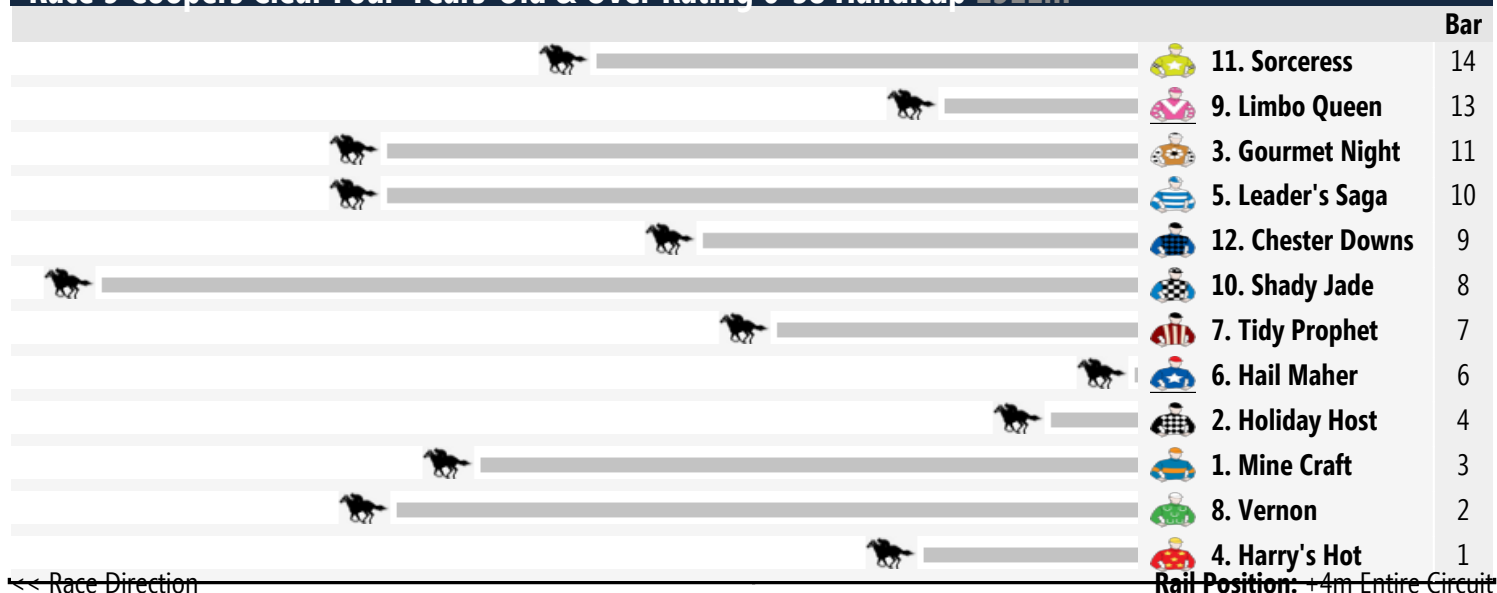 Bar
11. Sorceress 14
9. Limbo Queen 13
3. Gourmet Night 11
5. Leader's Saga 10
12. Chester Downs 9
10. Shady Jade 8
7. Tidy Prophet 7
6. Hail Maher 6
2. Holiday Host 4
1. Mine Craft 3
8. Vernon 2
4. Harry's Hot 1
<< Race Direction Rail Position: +4m Entire Circuit